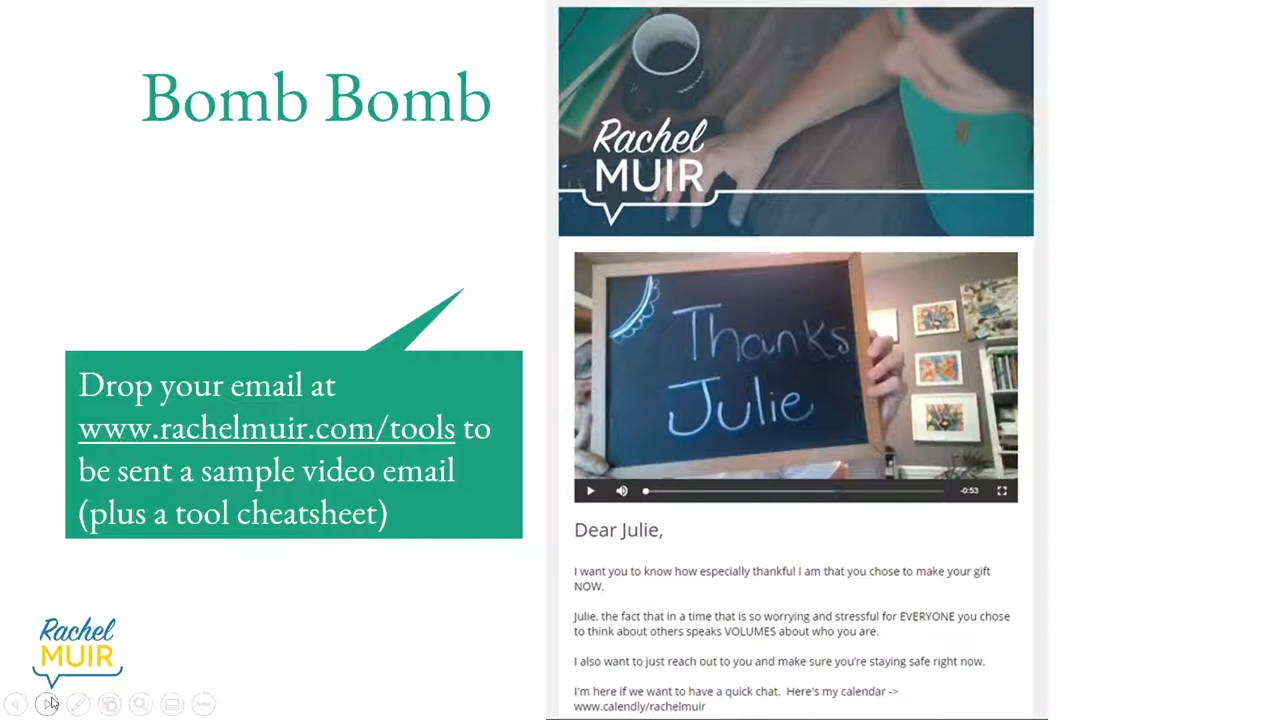 Bomb Bomb
Drop your email at
www.rachelmuir.com/tools to
be sent a sample video email
(plus a tool cheatsheet)
Rachel
MUIR
Rachel
MUIR
Thanks
Julie
-0:53
Dear Julie,
I want you to know how especially thankful I am that you chose to make your gift
NOW.
Julie. the fact that in a time that is so worrying and stressful for EVERYONE you chose
to think about others speaks VOLUMES about who you are.
I also want to just reach out to you and make sure you're staying safe right now.
I'm here if we want to have a quick chat. Here's my calendar ->
www.calendly/rachelmuir